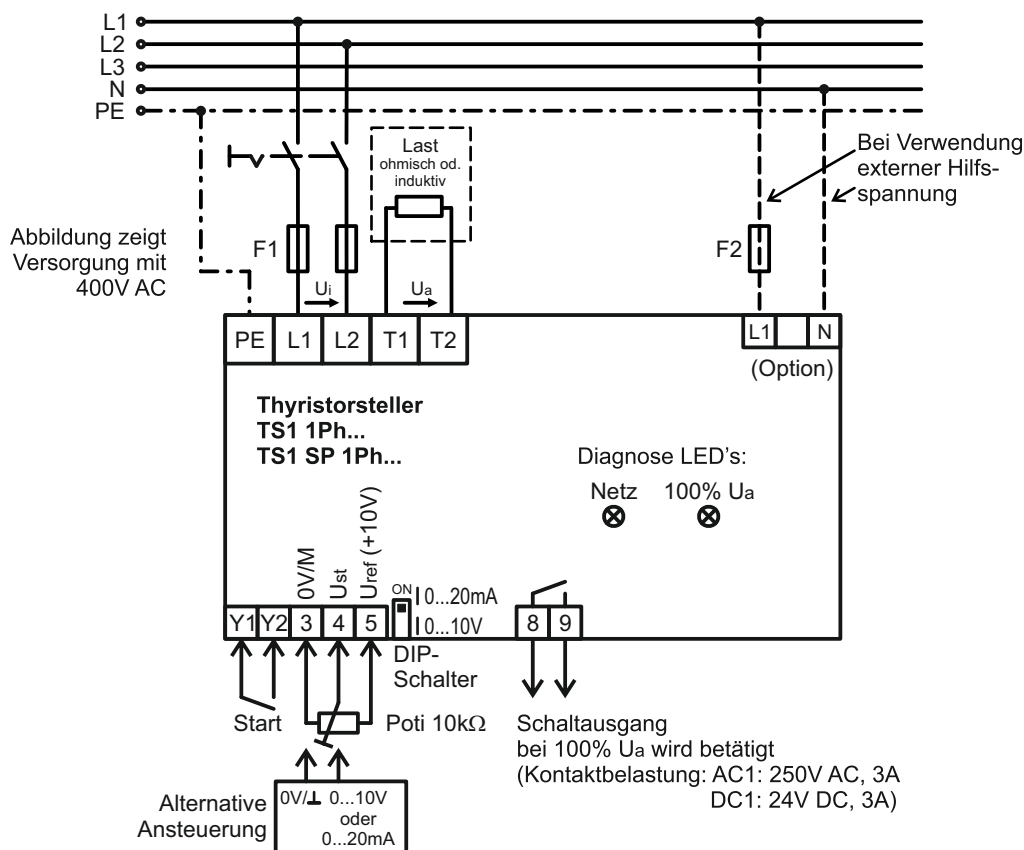 L1
L2
L3
N
PE
Last
ohmisch od.
induktiv
Bei Verwendung
externer Hilfs-
spannung
Abbildung zeigt
Versorgung mit
400V AC
F1
F2
Ui
Ua
PE L1 L2 T1 T2
L1 N
(Option)
Thyristorsteller
TS1 1Ph...
TS1 SP 1Ph...
Diagnose LED's:
Netz 100% Ua
0V/M
Ust
Uref (+10V)
ON
0...20mA
0...10V
Y1 Y2 3 4 5
8 9
DIP-
Schalter
Start
Poti 10kΩ
Schaltausgang
bei 100% Ua wird betätigt
(Kontaktbelastung: AC1: 250V AC, 3A
DC1: 24V DC, 3A)
Alternative
Ansteuerung
0V/⊥ 0...10V
oder
0...20mA